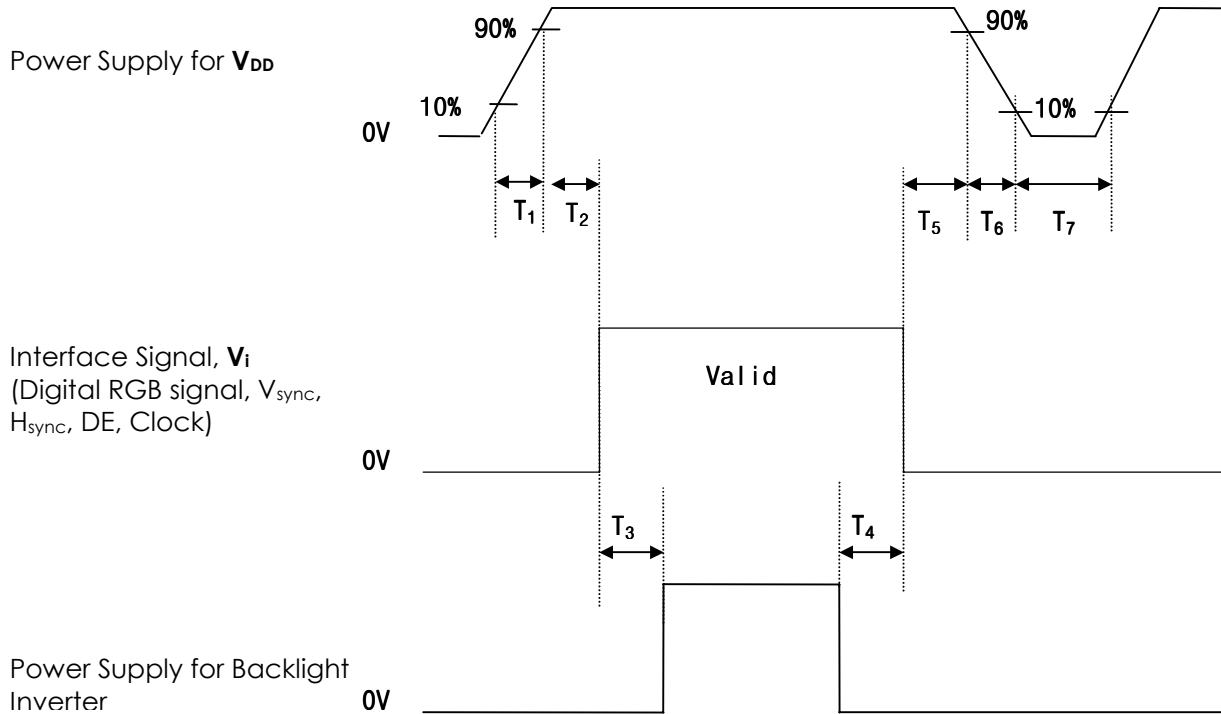 90%
90%
Power Supply for VDD
10%
10%
0V
T1
T2
T5
T6
T7
Interface Signal, Vi
(Digital RGB signal, Vsync,
Hsync, DE, Clock)
Valid
0V
T3
T4
Power Supply for Backlight
Inverter
0V